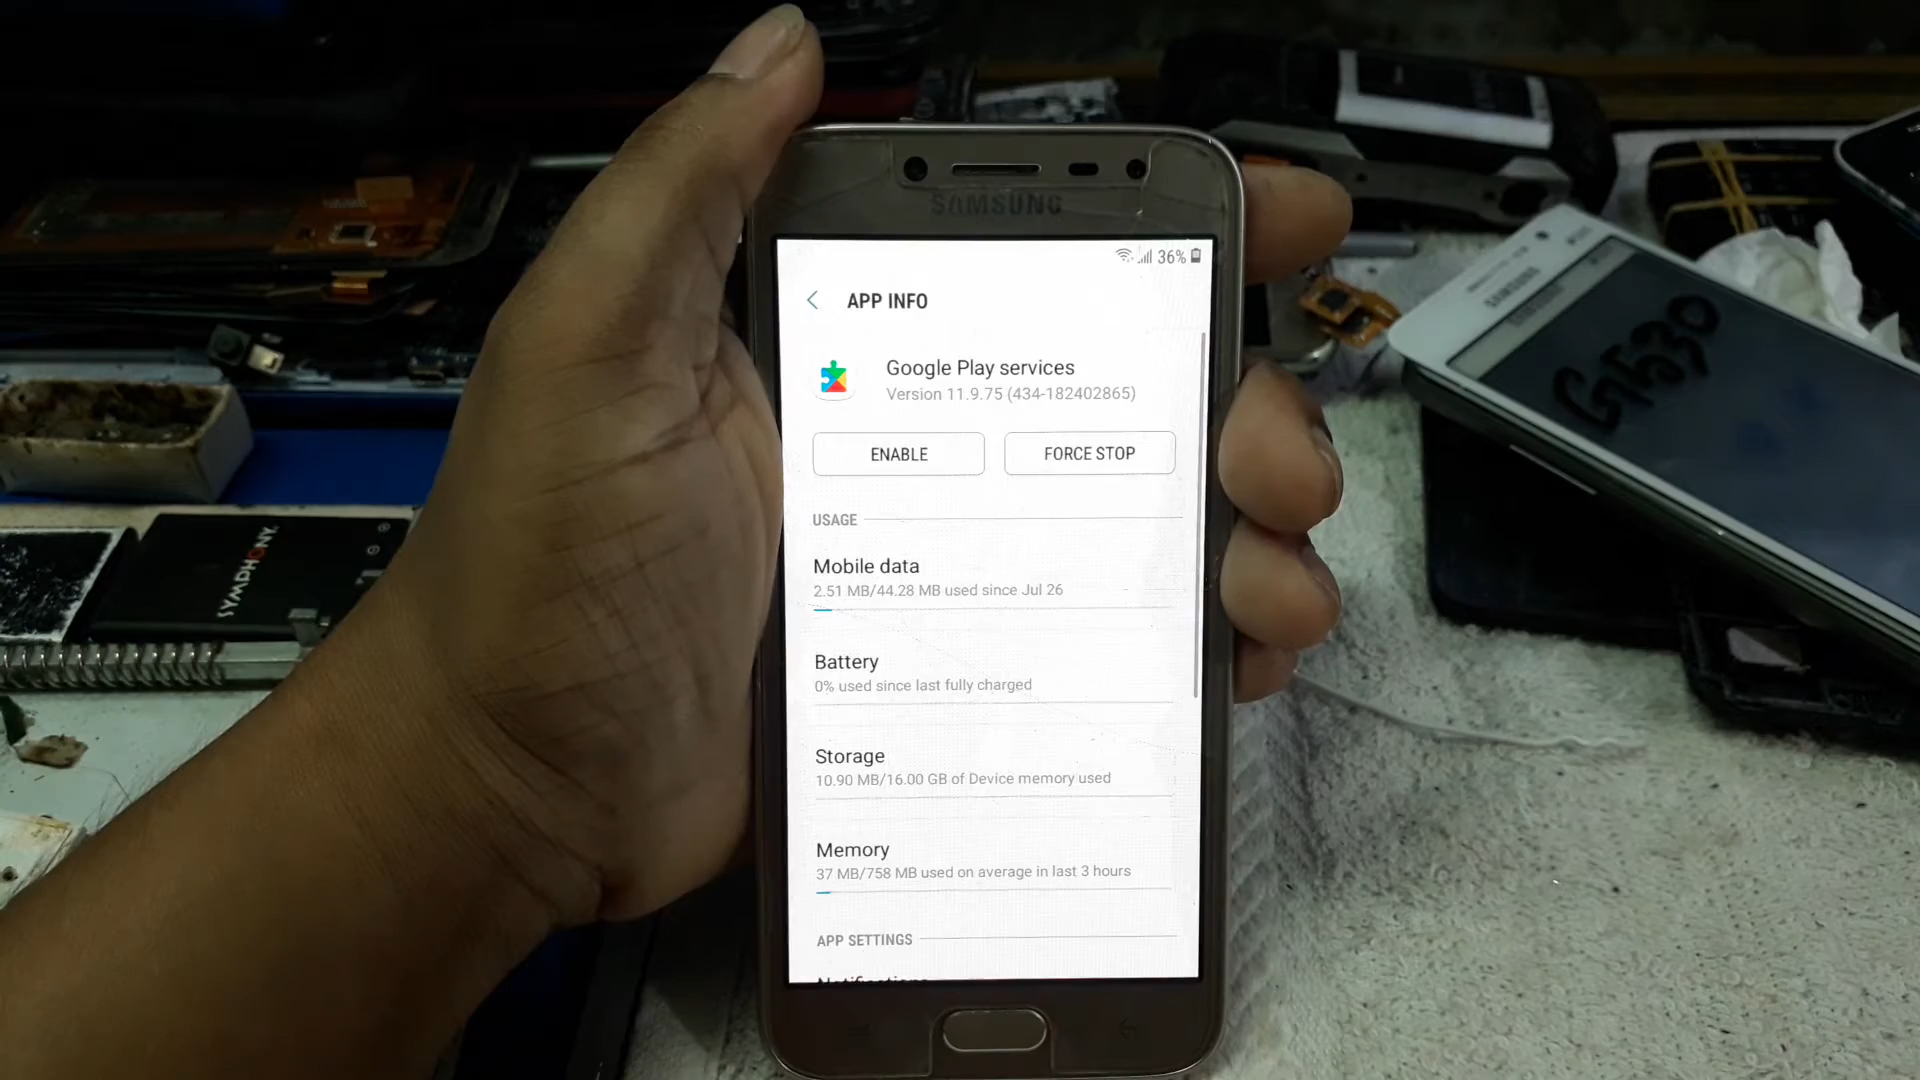 SAMSUNG
36%
APP INFO
Google Play services
Version 11.9.75 (434-182402865)
ENABLE
FORCE STOP
USAGE
Mobile data
2.51 MB/44.28 MB used since Jul 26
Battery
0% used since last fully charged
Storage
10.90 MB/16.00 GB of Device memory used
Memory
37 MB/758 MB used on average in last 3 hours
APP SETTINGS
Notifications
SYMPHONY
SAMSUNG